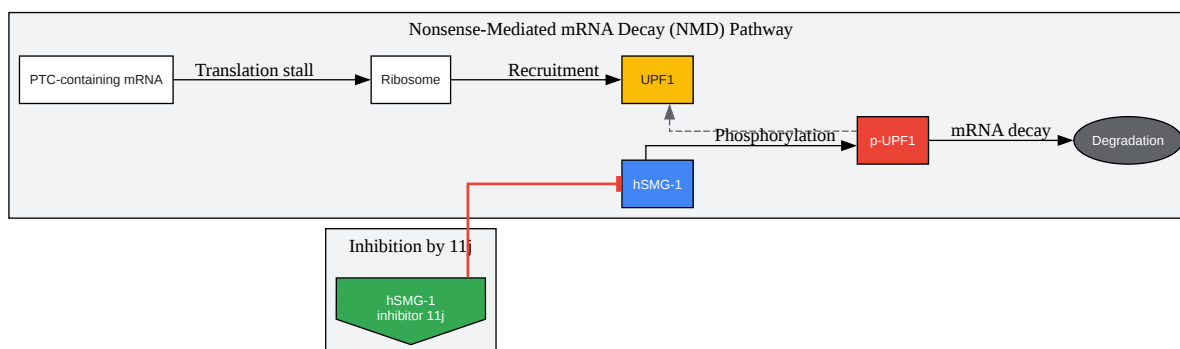 Nonsense-Mediated mRNA Decay (NMD) Pathway
PTC-containing mRNA
Translation stall
Ribosome
Recruitment
UPF1
Phosphorylation
p-UPF1
mRNA decay
Degradation
hSMG-1
Inhibition by 11j
hSMG-1
inhibitor 11j